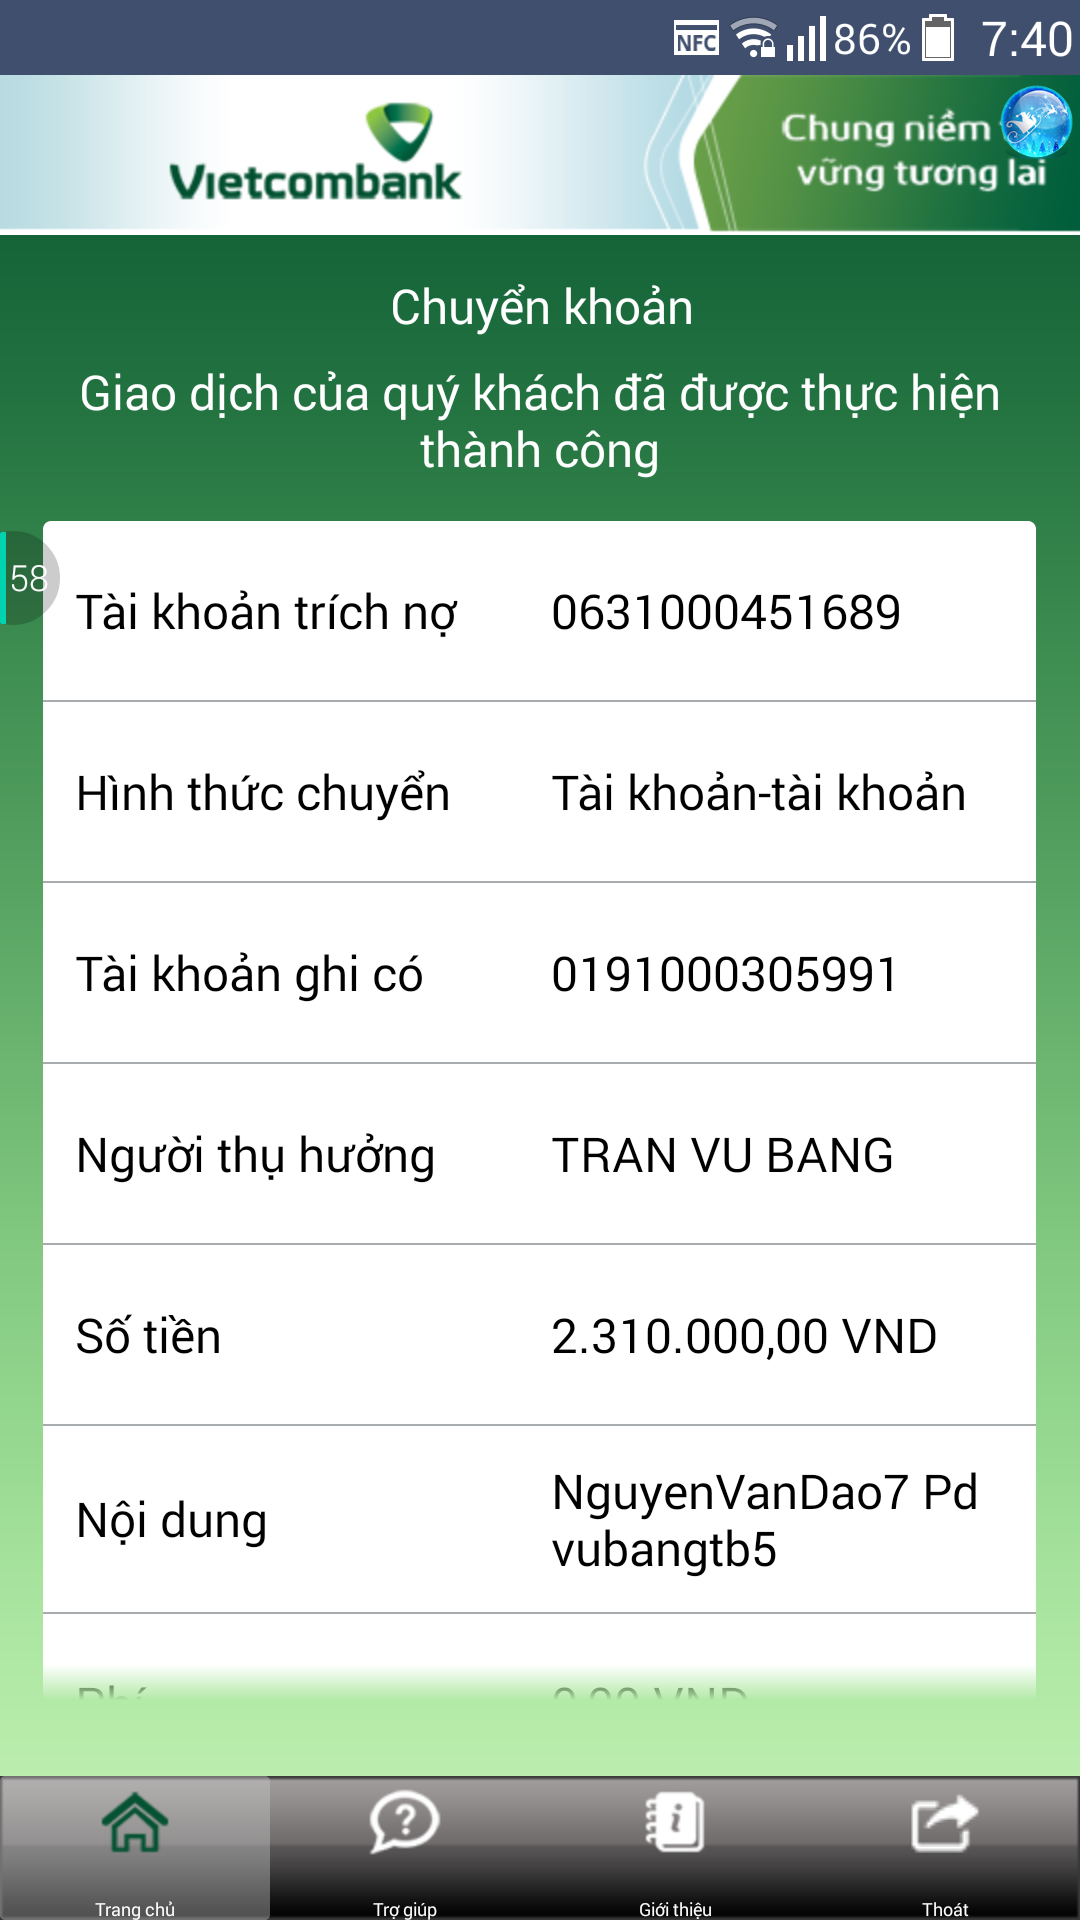 NFC 86% 7:40
Vietcombank
Chung niềm
vững tương lai
Chuyển khoản
Giao dịch của quý khách đã được thực hiện
thành công
58
Tài khoản trích nợ 0631000451689
Hình thức chuyển Tài khoản-tài khoản
Tài khoản ghi có 0191000305991
Người thụ hưởng TRAN VU BANG
Số tiền 2.310.000,00 VND
Nội dung NguyenVanDao7 Pd
vubangtb5
Trang chủ Trợ giúp Giới thiệu Thoát